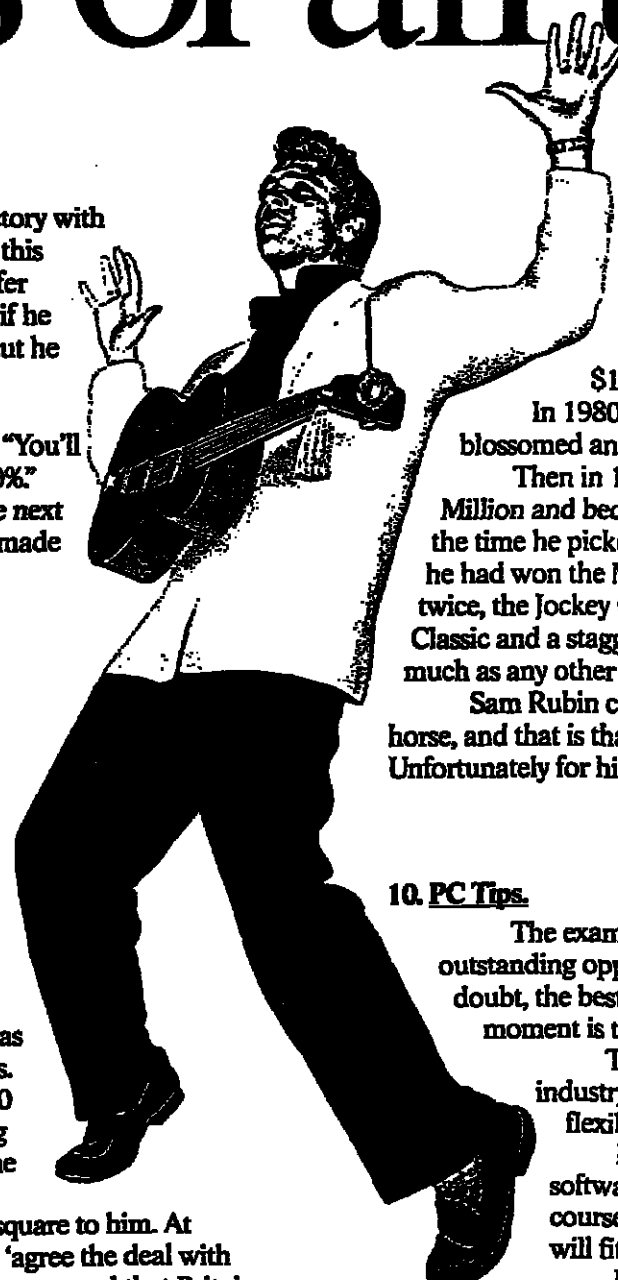 s of all t
ctory with
this
fer
if he
ut he
"You'll
0%."
e next
made
as
s.
0
g
he
square to him. At
'agree the deal with
$1
In 1980
blossomed an
Then in 1
Million and bec
the time he pick
he had won the
twice, the Jockey
Classic and a stagg
much as any other
Sam Rubin c
horse, and that is tha
Unfortunately for hi
10. PC Tips.
The exam
outstanding opp
doubt, the best
moment is t
T
industr
flexil
softwa
course
will fit